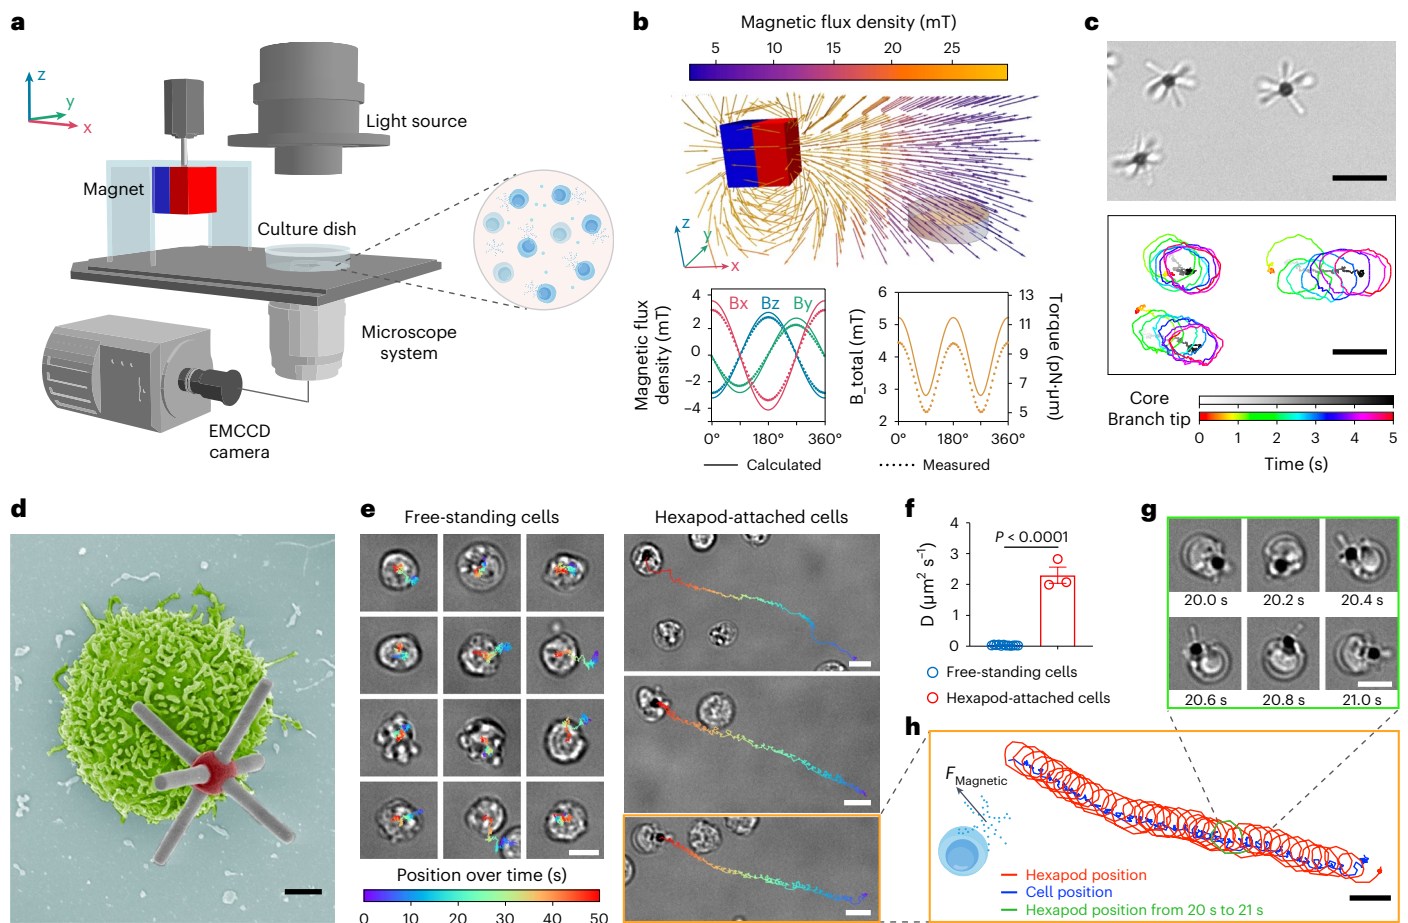 a
z
y
x
Light source
Magnet
Culture dish
Microscope
system
EMCCD
camera
b
Magnetic flux density (mT)
5 10 15 20 25
z
y
x
Magnetic flux
density (mT)
4
2
0
−2
−4
Bx Bz By
0° 180° 360°
B_total (mT)
6
5
4
3
2
13
11
9
7
5
Torque (pN·μm)
0° 180° 360°
Calculated
Measured
c
Core
Branch tip
0 1 2 3 4 5
Time (s)
d
e
Free-standing cells
Hexapod-attached cells
Position over time (s)
0 10 20 30 40 50
f
P < 0.0001
D (μm² s⁻¹)
4
3
2
1
0
Free-standing cells
Hexapod-attached cells
g
20.0 s 20.2 s 20.4 s
20.6 s 20.8 s 21.0 s
h
F Magnetic
Hexapod position
Cell position
Hexapod position from 20 s to 21 s